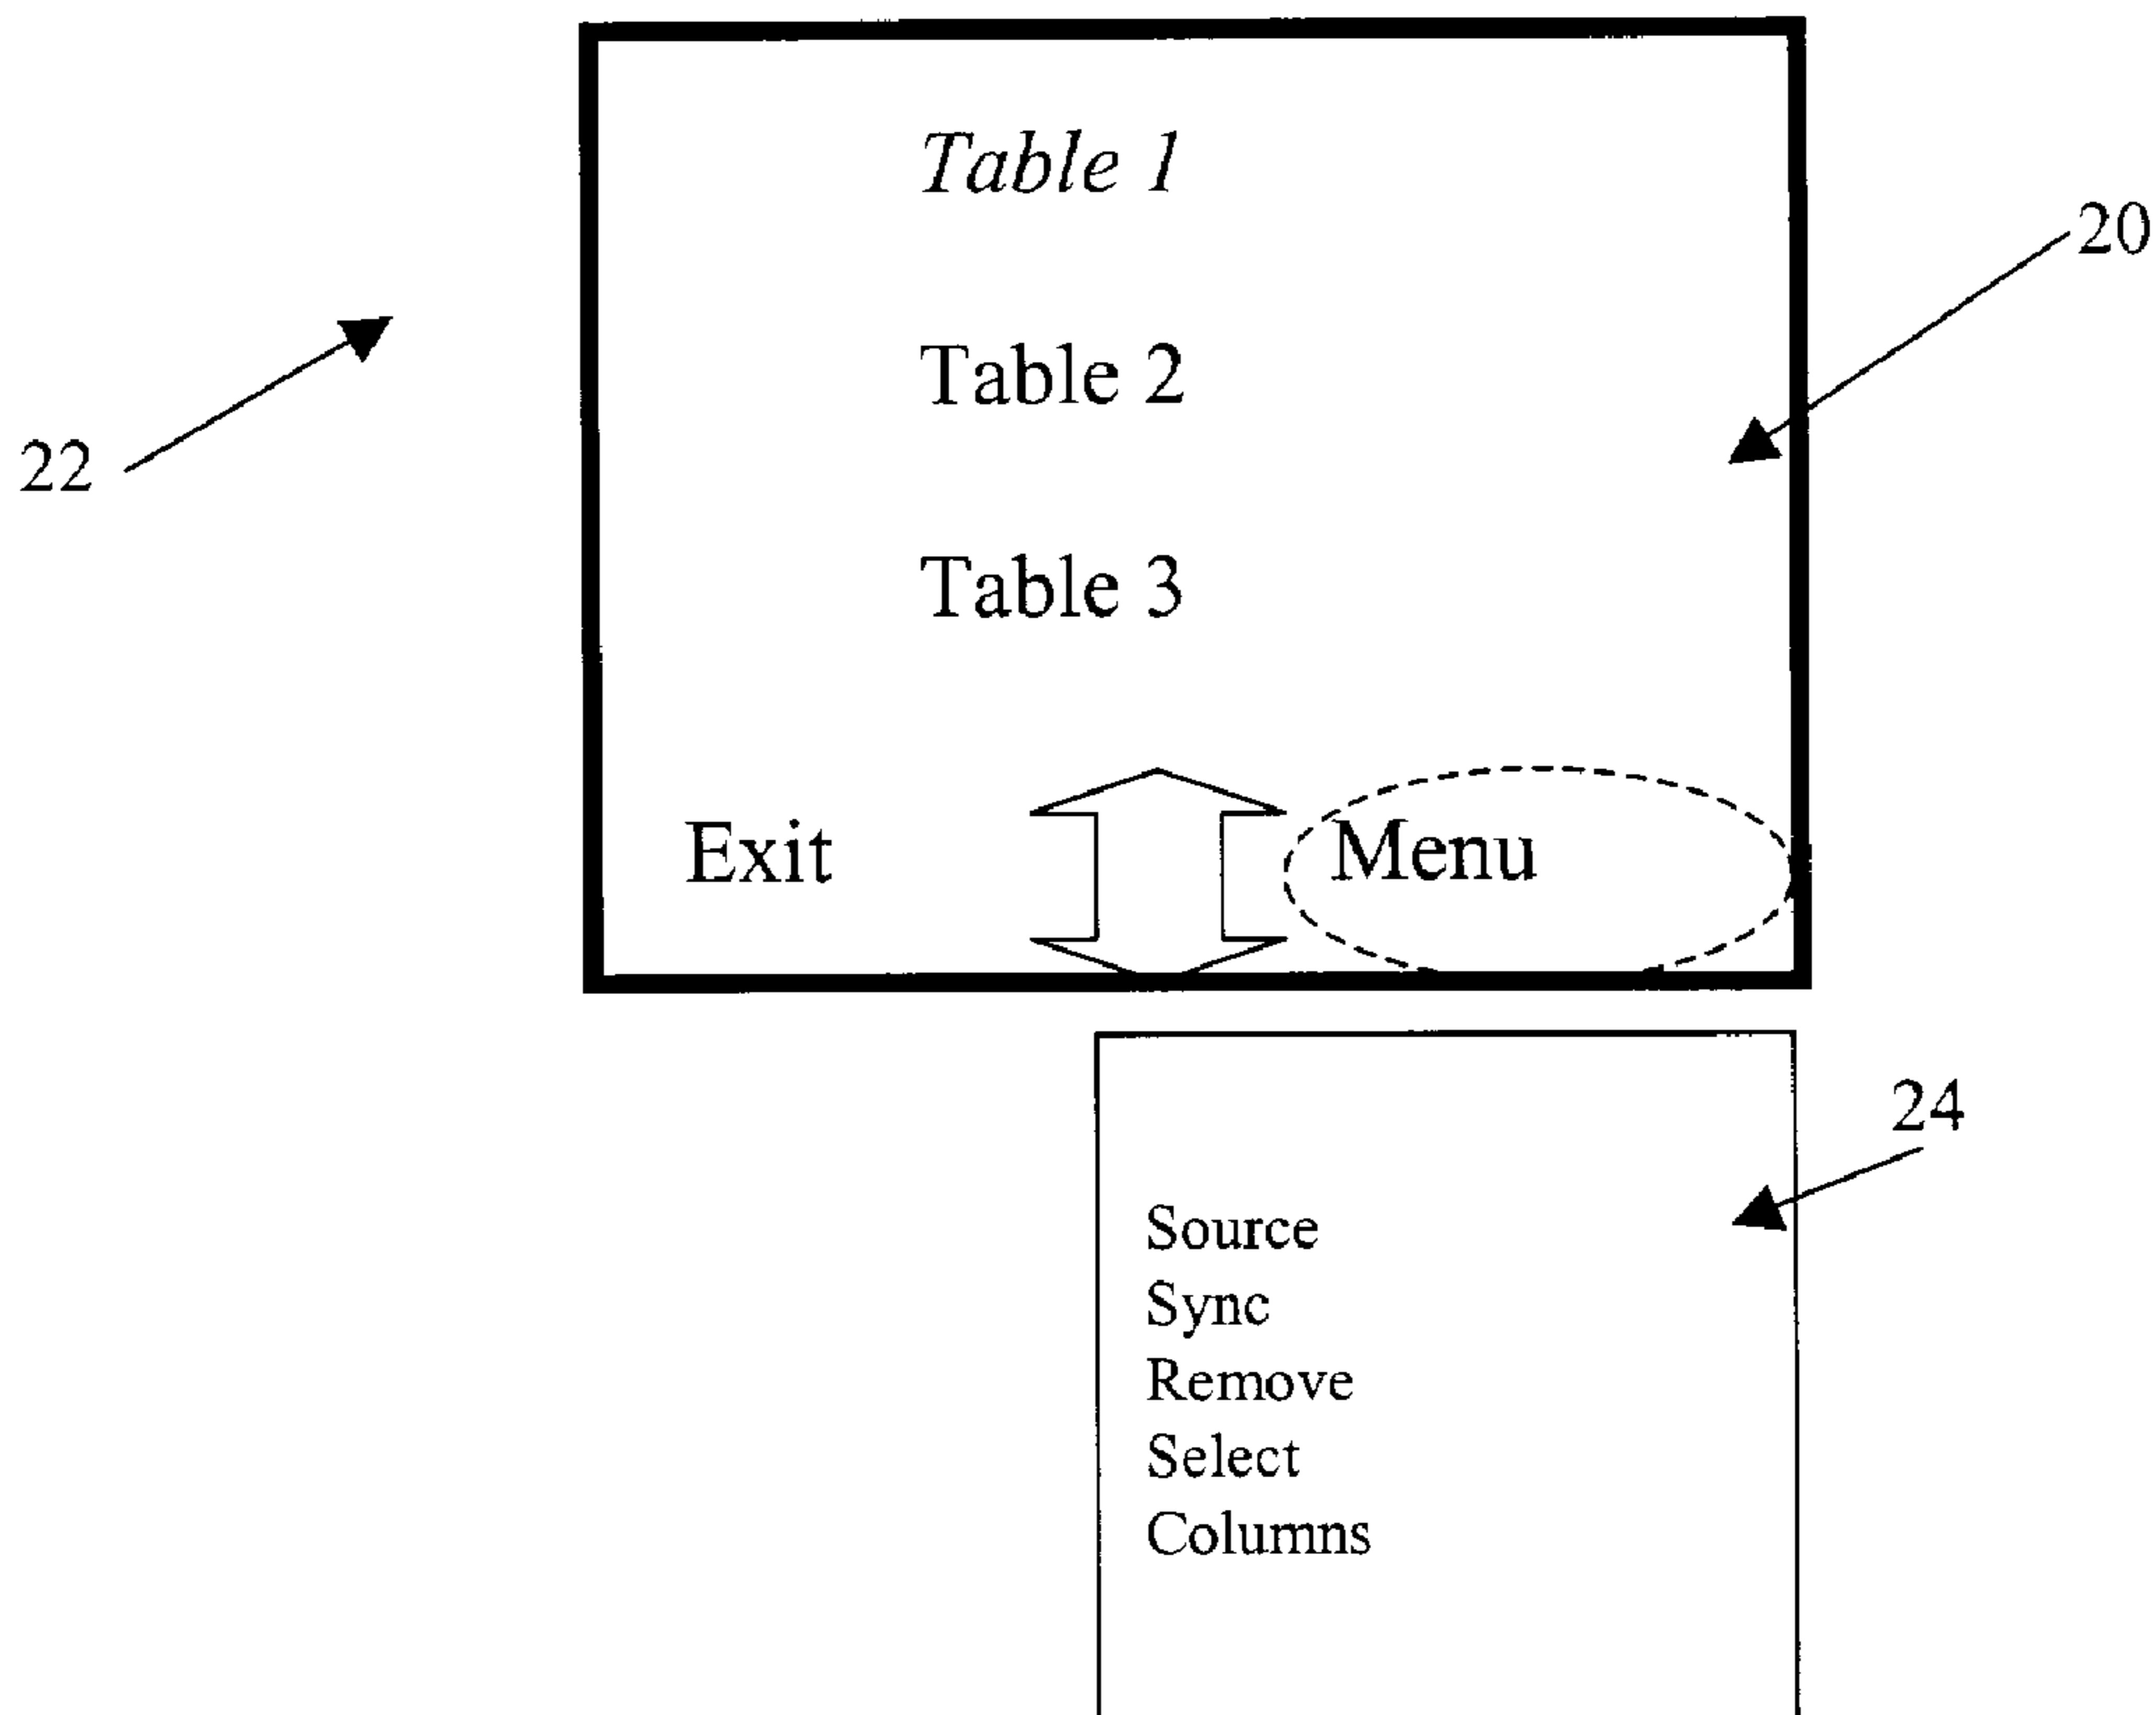 Table 1
20
Table 2
22
Table 3
Exit Menu
24
Source
Sync
Remove
Select
Columns